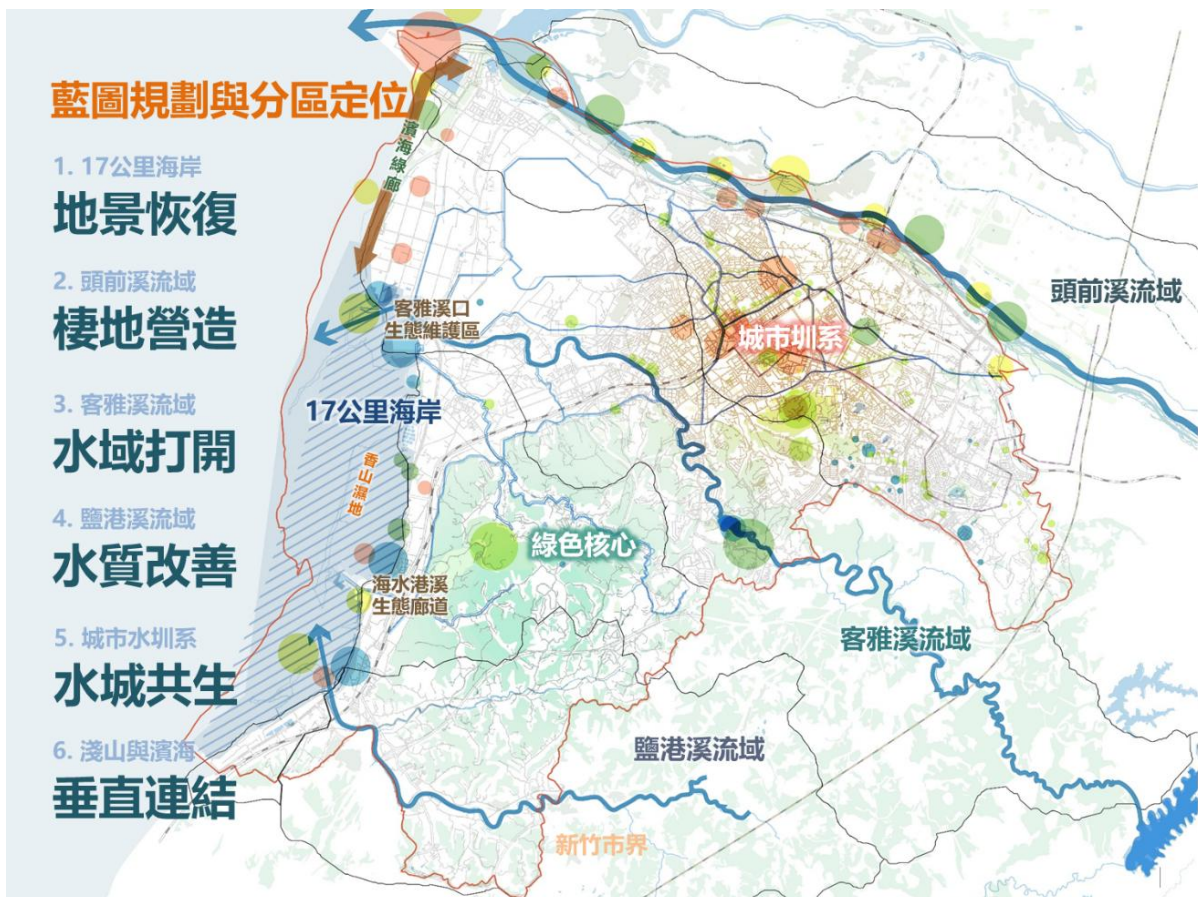 藍圖規劃與分區定位
1. 17公里海岸
地景恢復
2. 頭前溪流域
棲地營造
3. 客雅溪流域
水域打開
4. 鹽港溪流域
水質改善
5. 城市水圳系
水城共生
6. 淺山與濱海
垂直連結
濱海綠廊
頭前溪流域
客雅溪口
生態維護區
城市圳系
17公里海岸
香山濕地
綠色核心
海水港溪
生態廊道
客雅溪流域
鹽港溪流域
新竹市界